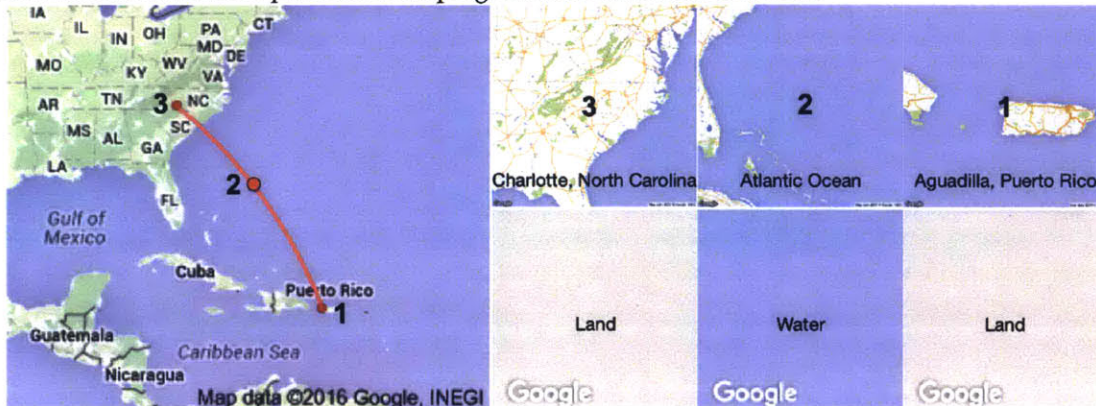 IA
IL
IN
OH
PA
CT
MD
DE
MO
WV
KY
VA
3
NC
AR
TN
SC
MS
AL
GA
LA
2
FL
Gulf of
Mexico
Cuba
Puerto Rico
1
Guatemala
Caribbean Sea
Nicaragua
Map data ©2016 Google, INEGI
3
Charlotte, North Carolina
2
Atlantic Ocean
1
Aguadilla, Puerto Rico
Land
Google
Water
Google
Land
Google